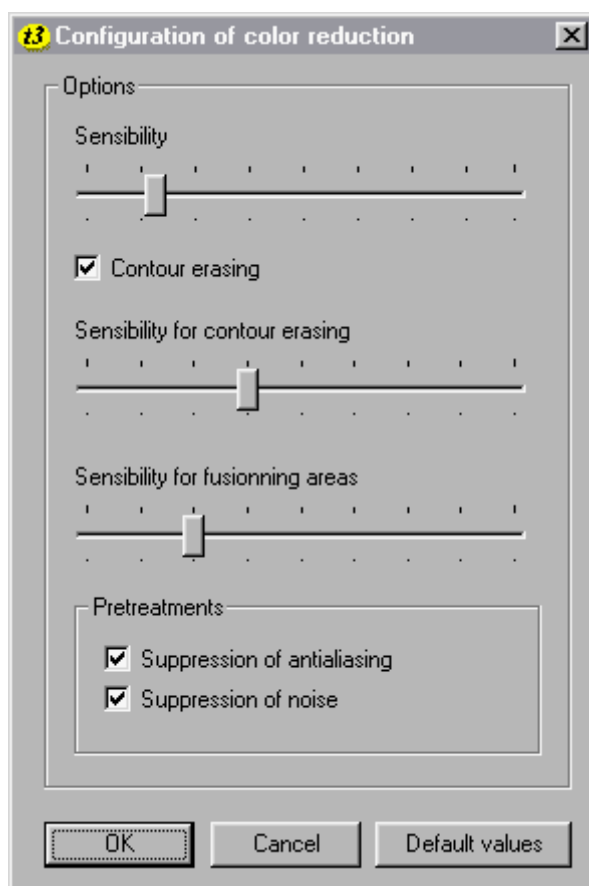 t3 Configuration of color reduction
Options
Sensibility
Contour erasing
Sensibility for contour erasing
Sensibility for fusionning areas
Pretreatments
Suppression of antialiasing
Suppression of noise
OK Cancel Default values